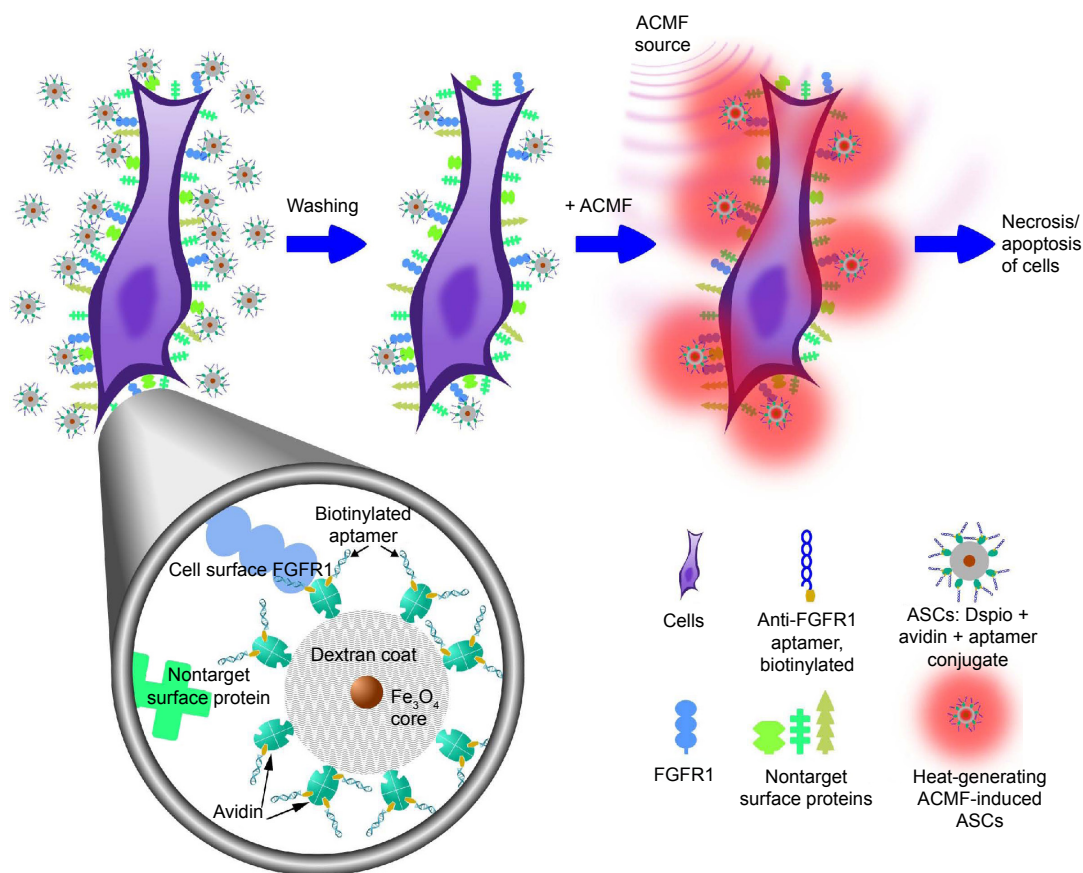 ACMF
source
Washing
+ ACMF
Necrosis/
apoptosis
of cells
Biotinylated
aptamer
Cell surface FGFR1
Dextran coat
Nontarget
surface protein
Fe₃O₄
core
Avidin
Cells
Anti-FGFR1
aptamer,
biotinylated
ASCs: Dspio +
avidin + aptamer
conjugate
FGFR1
Nontarget
surface proteins
Heat-generating
ACMF-induced
ASCs